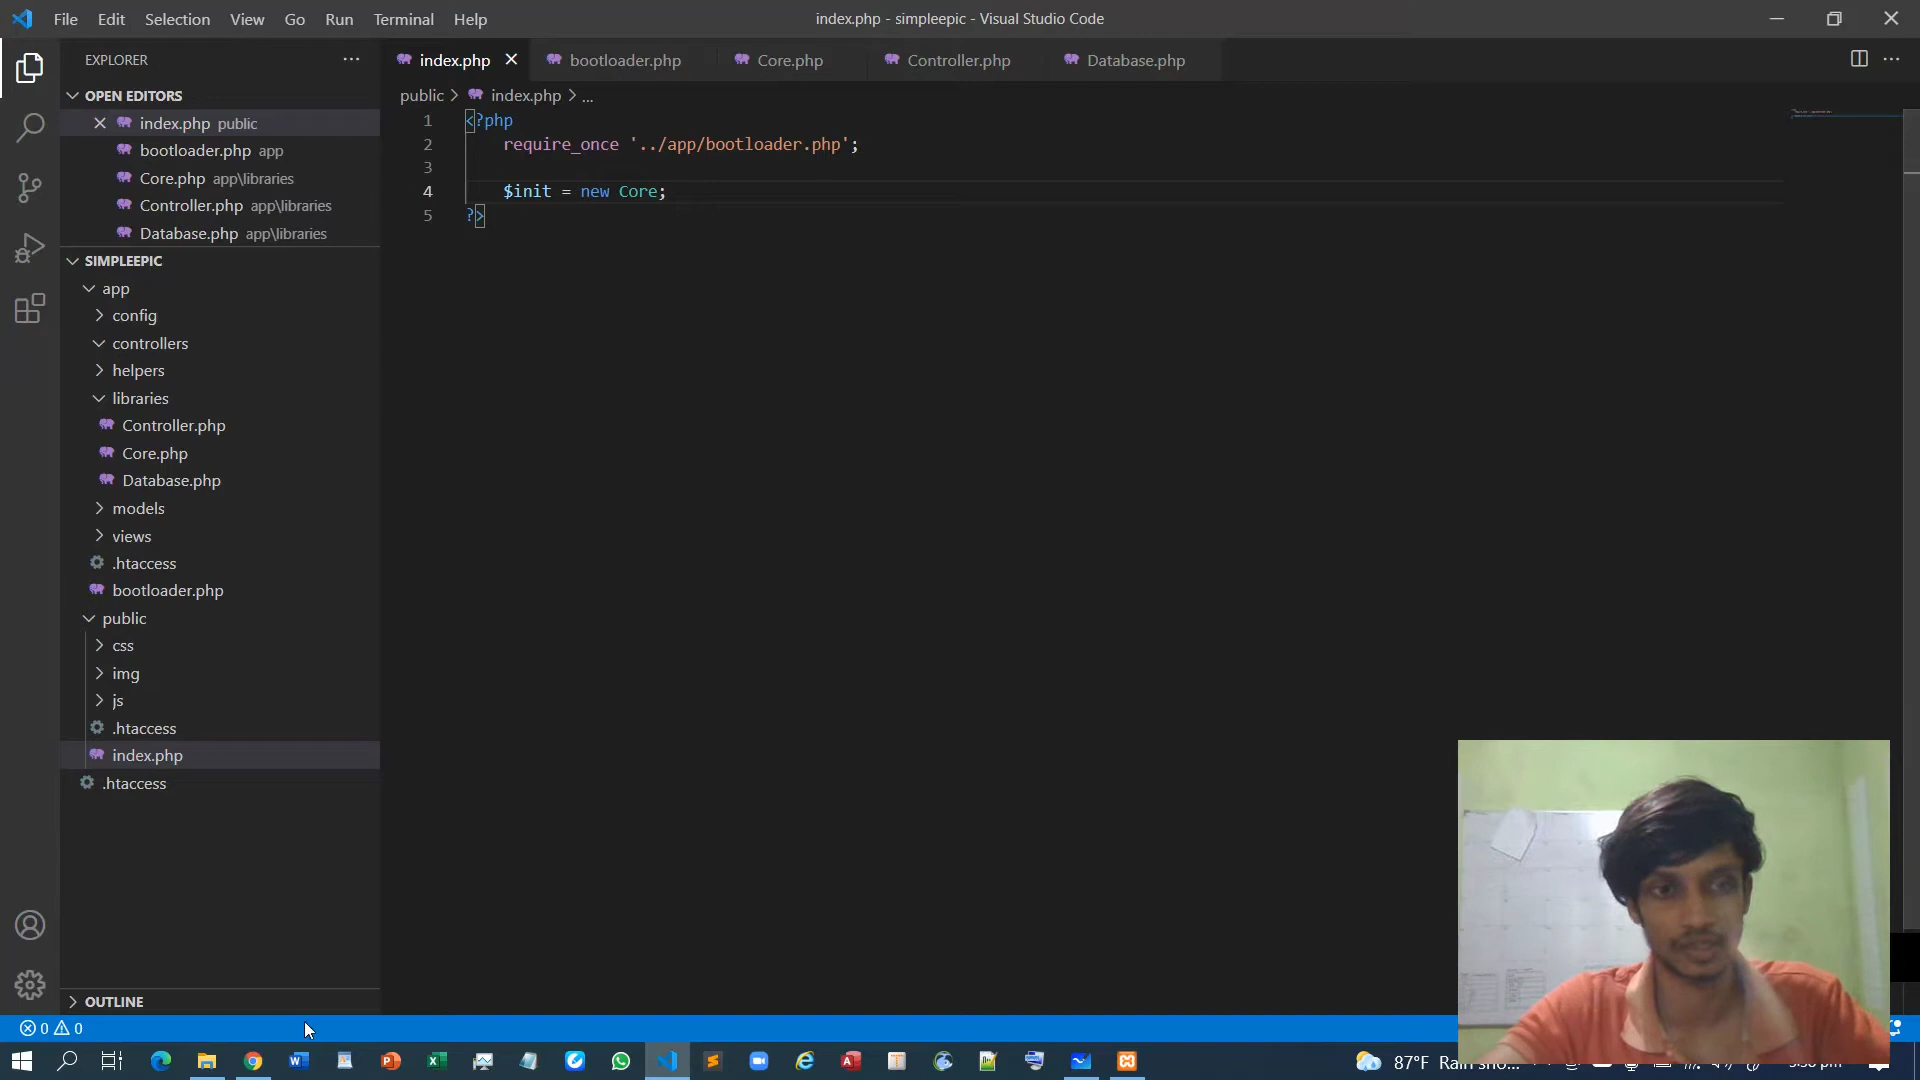 File Edit Selection View Go Run Terminal Help
index.php - simpleepic - Visual Studio Code
EXPLORER
OPEN EDITORS
index.php public
bootloader.php app
Core.php app\libraries
Controller.php app\libraries
Database.php app\libraries
SIMPLEEPIC
app
config
controllers
helpers
libraries
Controller.php
Core.php
Database.php
models
views
.htaccess
bootloader.php
public
css
img
js
.htaccess
index.php
.htaccess
OUTLINE
index.php bootloader.php Core.php Controller.php Database.php
public > index.php > ...
1 <?php
2 require_once '../app/bootloader.php';
3
4 $init = new Core;
5 ?>
0 0
87°F